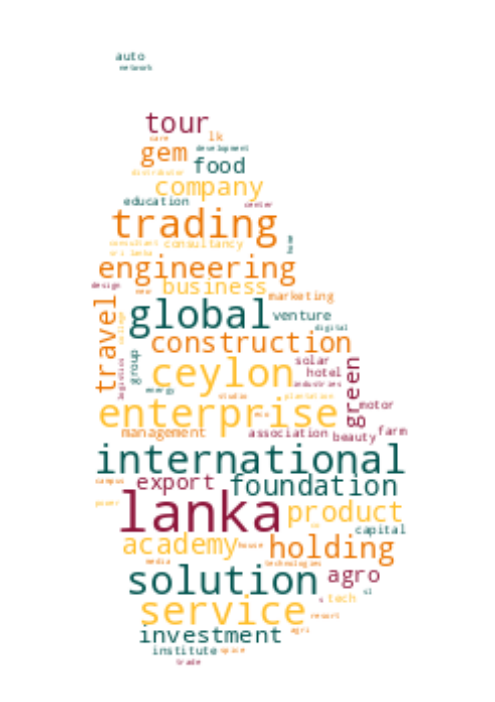 auto
network
tour
care lk
gem development
food
distributor
company
education center
trading
consultant consultancy
sri lanka home
engineering
design new business
marketing
travel global venture
college digital
construction
group solar
logistics ceylon hotel
energy industries
green
studio plantation
enterprise motor
management association farm
beauty
international
campus export foundation
power lanka product
capital
academy house holding
media technologies
solution agro
sl
service s tech
resort
investment agri
institute spice
trade